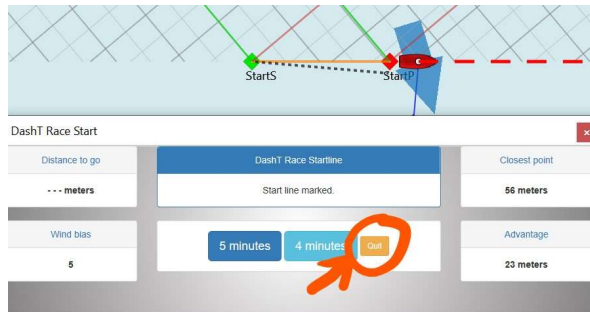 StartS
StartP
DashT Race Start
×
Distance to go
DashT Race Startline
Closest point
- - - meters
Start line marked.
56 meters
Wind bias
5 minutes
4 minutes
Quit
Advantage
5
23 meters